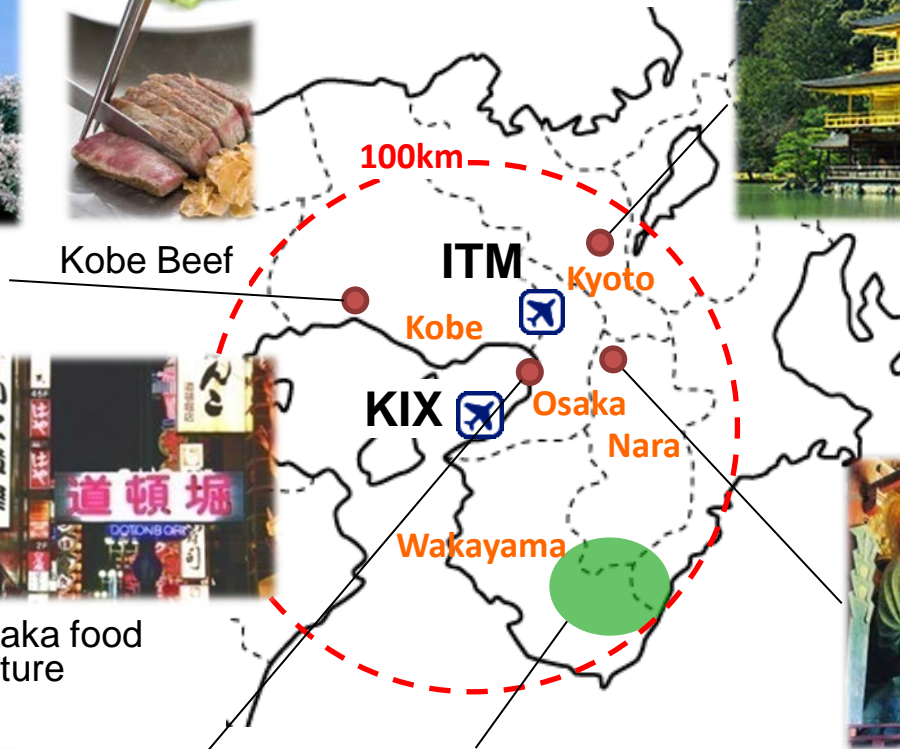 100km
ITM
Kyoto
Kobe Beef
Kobe
KIX
Osaka
Nara
道頓堀
DOTONBORI
Wakayama
aka food
ture